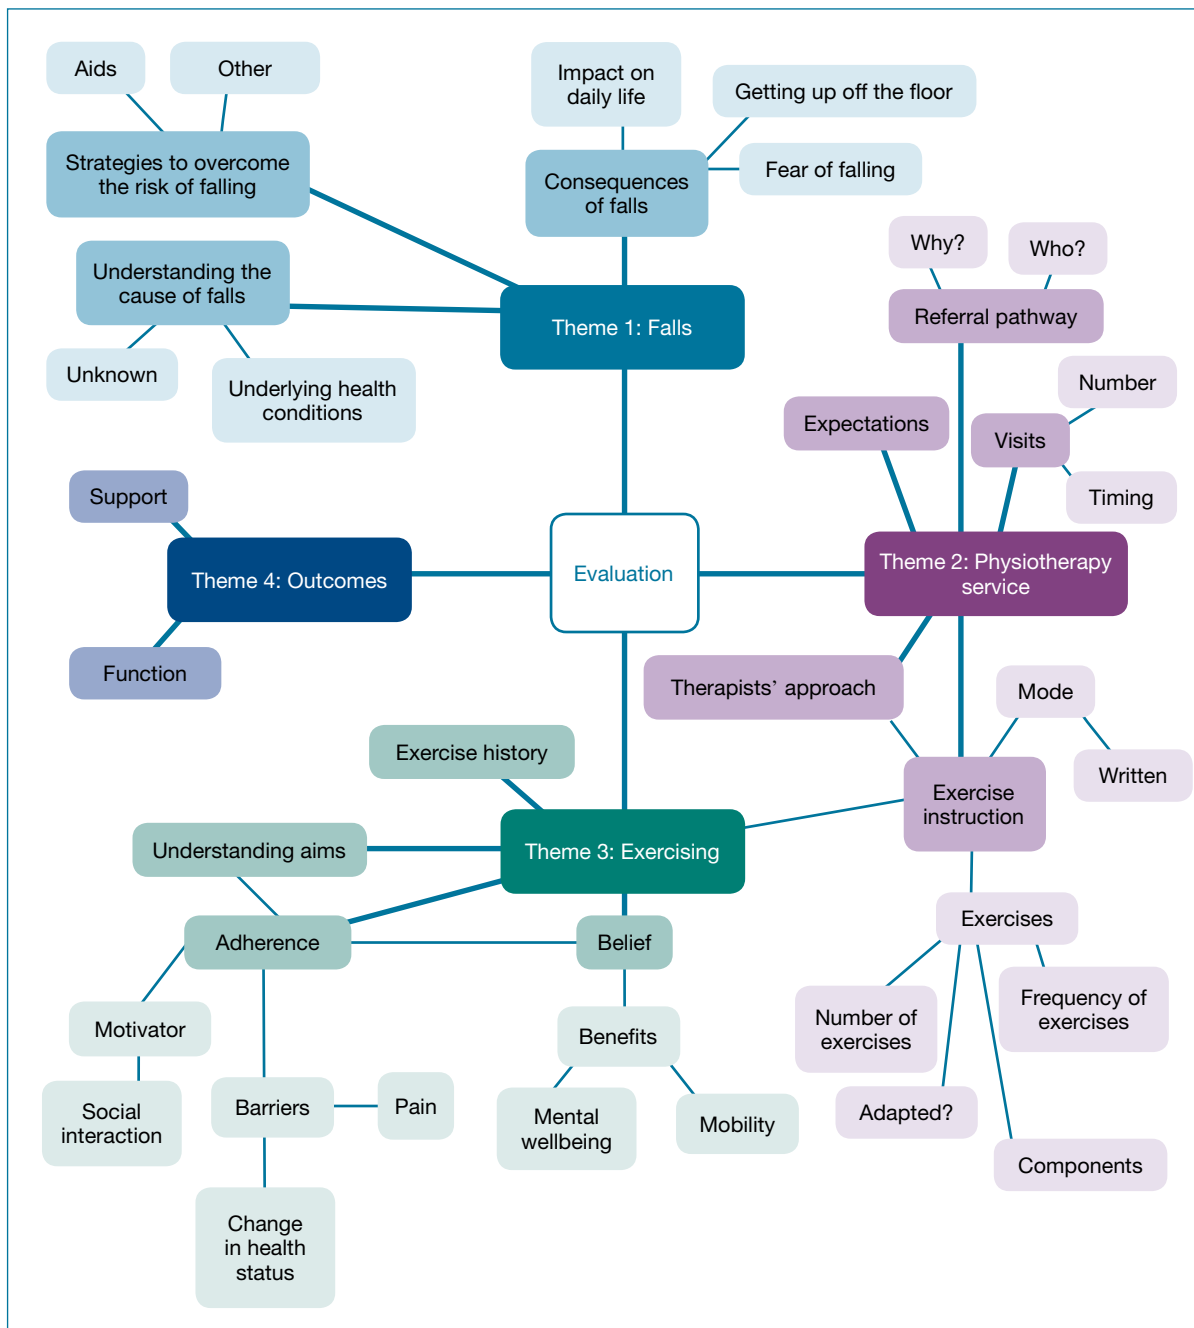 Aids
Other
Strategies to overcome
the risk of falling
Impact on
daily life
Getting up off the floor
Consequences
of falls
Fear of falling
Understanding the
cause of falls
Unknown
Underlying health
conditions
Theme 1: Falls
Why?
Who?
Referral pathway
Number
Expectations
Visits
Timing
Support
Theme 4: Outcomes
Function
Evaluation
Theme 2: Physiotherapy
service
Therapists’ approach
Mode
Written
Exercise
instruction
Exercise history
Understanding aims
Theme 3: Exercising
Adherence
Belief
Exercises
Motivator
Social
interaction
Barriers
Pain
Change
in health
status
Benefits
Mental
wellbeing
Mobility
Number of
exercises
Frequency of
exercises
Adapted?
Components